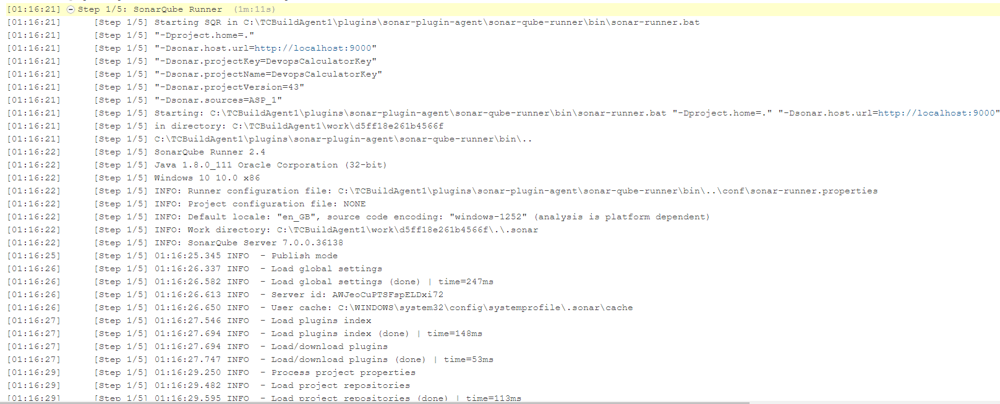 [01:16:21] Step 1/5: SonarQube Runner (1m:11s)
[01:16:21] [Step 1/5] Starting SQR in C:\TCBuildAgent1\plugins\sonar-plugin-agent\sonar-qube-runner\bin\sonar-runner.bat
[01:16:21] [Step 1/5] "-Dproject.home=."
[01:16:21] [Step 1/5] "-Dsonar.host.url=http://localhost:9000"
[01:16:21] [Step 1/5] "-Dsonar.projectKey=DevopsCalculatorKey"
[01:16:21] [Step 1/5] "-Dsonar.projectName=DevopsCalculatorKey"
[01:16:21] [Step 1/5] "-Dsonar.projectVersion=43"
[01:16:21] [Step 1/5] "-Dsonar.sources=ASP_1"
[01:16:21] [Step 1/5] Starting: C:\TCBuildAgent1\plugins\sonar-plugin-agent\sonar-qube-runner\bin\sonar-runner.bat "-Dproject.home=." "-Dsonar.host.url=http://localhost:9000"
[01:16:21] [Step 1/5] in directory: C:\TCBuildAgent1\work\d5ff18e261b4566f
[01:16:21] [Step 1/5] C:\TCBuildAgent1\plugins\sonar-plugin-agent\sonar-qube-runner\bin\..
[01:16:22] [Step 1/5] SonarQube Runner 2.4
[01:16:22] [Step 1/5] Java 1.8.0_111 Oracle Corporation (32-bit)
[01:16:22] [Step 1/5] Windows 10 10.0 x86
[01:16:22] [Step 1/5] INFO: Runner configuration file: C:\TCBuildAgent1\plugins\sonar-plugin-agent\sonar-qube-runner\bin\..\conf\sonar-runner.properties
[01:16:22] [Step 1/5] INFO: Project configuration file: NONE
[01:16:22] [Step 1/5] INFO: Default locale: "en_GB", source code encoding: "windows-1252" (analysis is platform dependent)
[01:16:22] [Step 1/5] INFO: Work directory: C:\TCBuildAgent1\work\d5ff18e261b4566f\.\.sonar
[01:16:22] [Step 1/5] INFO: SonarQube Server 7.0.0.36138
[01:16:25] [Step 1/5] 01:16:25.345 INFO  - Publish mode
[01:16:26] [Step 1/5] 01:16:26.337 INFO  - Load global settings
[01:16:26] [Step 1/5] 01:16:26.582 INFO  - Load global settings (done) | time=247ms
[01:16:26] [Step 1/5] 01:16:26.613 INFO  - Server id: AWJeoCuPTSFspELDxi72
[01:16:26] [Step 1/5] 01:16:26.650 INFO  - User cache: C:\WINDOWS\system32\config\systemprofile\.sonar\cache
[01:16:27] [Step 1/5] 01:16:27.546 INFO  - Load plugins index
[01:16:27] [Step 1/5] 01:16:27.694 INFO  - Load plugins index (done) | time=148ms
[01:16:27] [Step 1/5] 01:16:27.694 INFO  - Load/download plugins
[01:16:27] [Step 1/5] 01:16:27.747 INFO  - Load/download plugins (done) | time=53ms
[01:16:29] [Step 1/5] 01:16:29.250 INFO  - Process project properties
[01:16:29] [Step 1/5] 01:16:29.482 INFO  - Load project repositories
[01:16:29] [Step 1/5] 01:16:29.595 INFO  - Load project repositories (done) | time=113ms